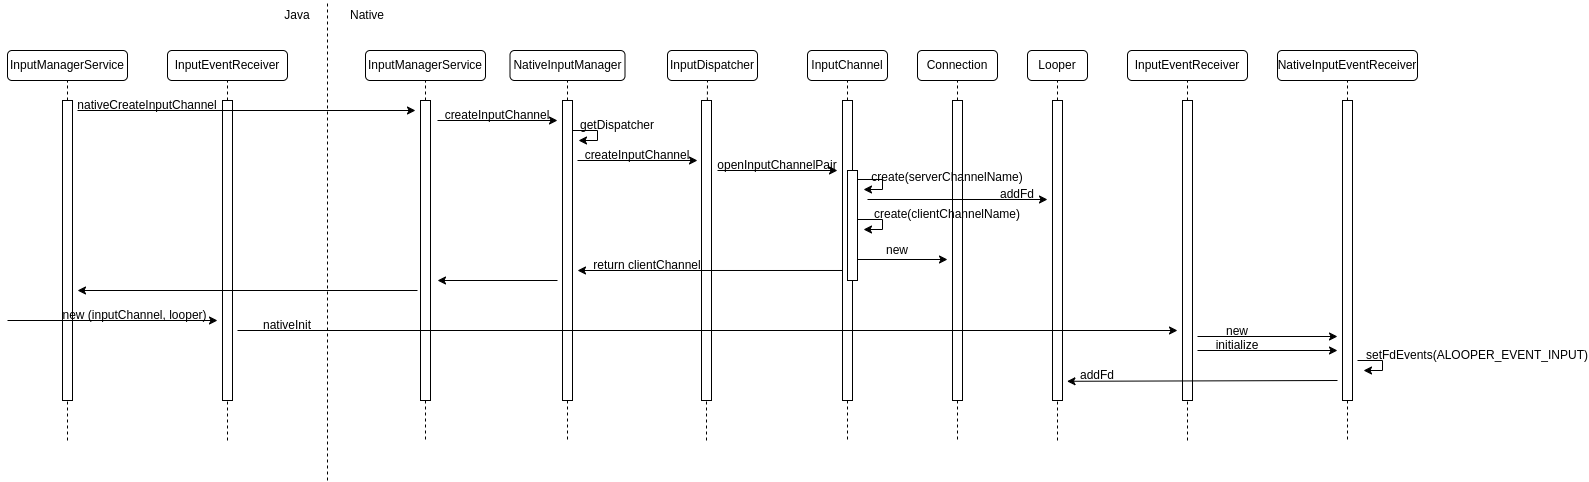 Java
Native
InputManagerService
InputEventReceiver
InputManagerService
NativeInputManager
InputDispatcher
InputChannel
Connection
Looper
InputEventReceiver
NativeInputEventReceiver
nativeCreateInputChannel
createInputChannel
getDispatcher
createInputChannel
openInputChannelPair
create(serverChannelName)
addFd
create(clientChannelName)
new
return clientChannel
new (inputChannel, looper)
nativeInit
new
initialize
setFdEvents(ALOOPER_EVENT_INPUT)
addFd